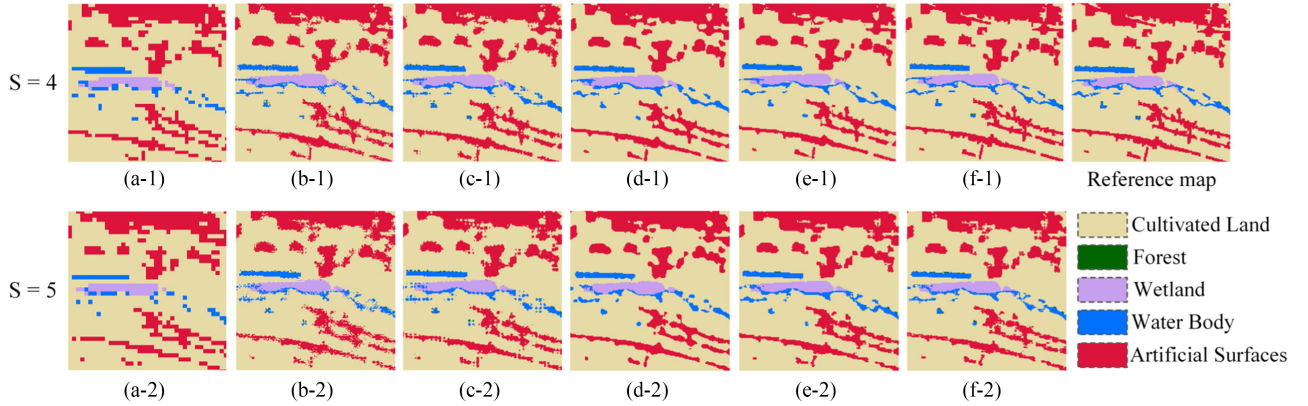 S = 4
(a-1) (b-1) (c-1) (d-1) (e-1) (f-1) Reference map
S = 5
Cultivated Land
Forest
Wetland
Water Body
Artificial Surfaces
(a-2) (b-2) (c-2) (d-2) (e-2) (f-2)